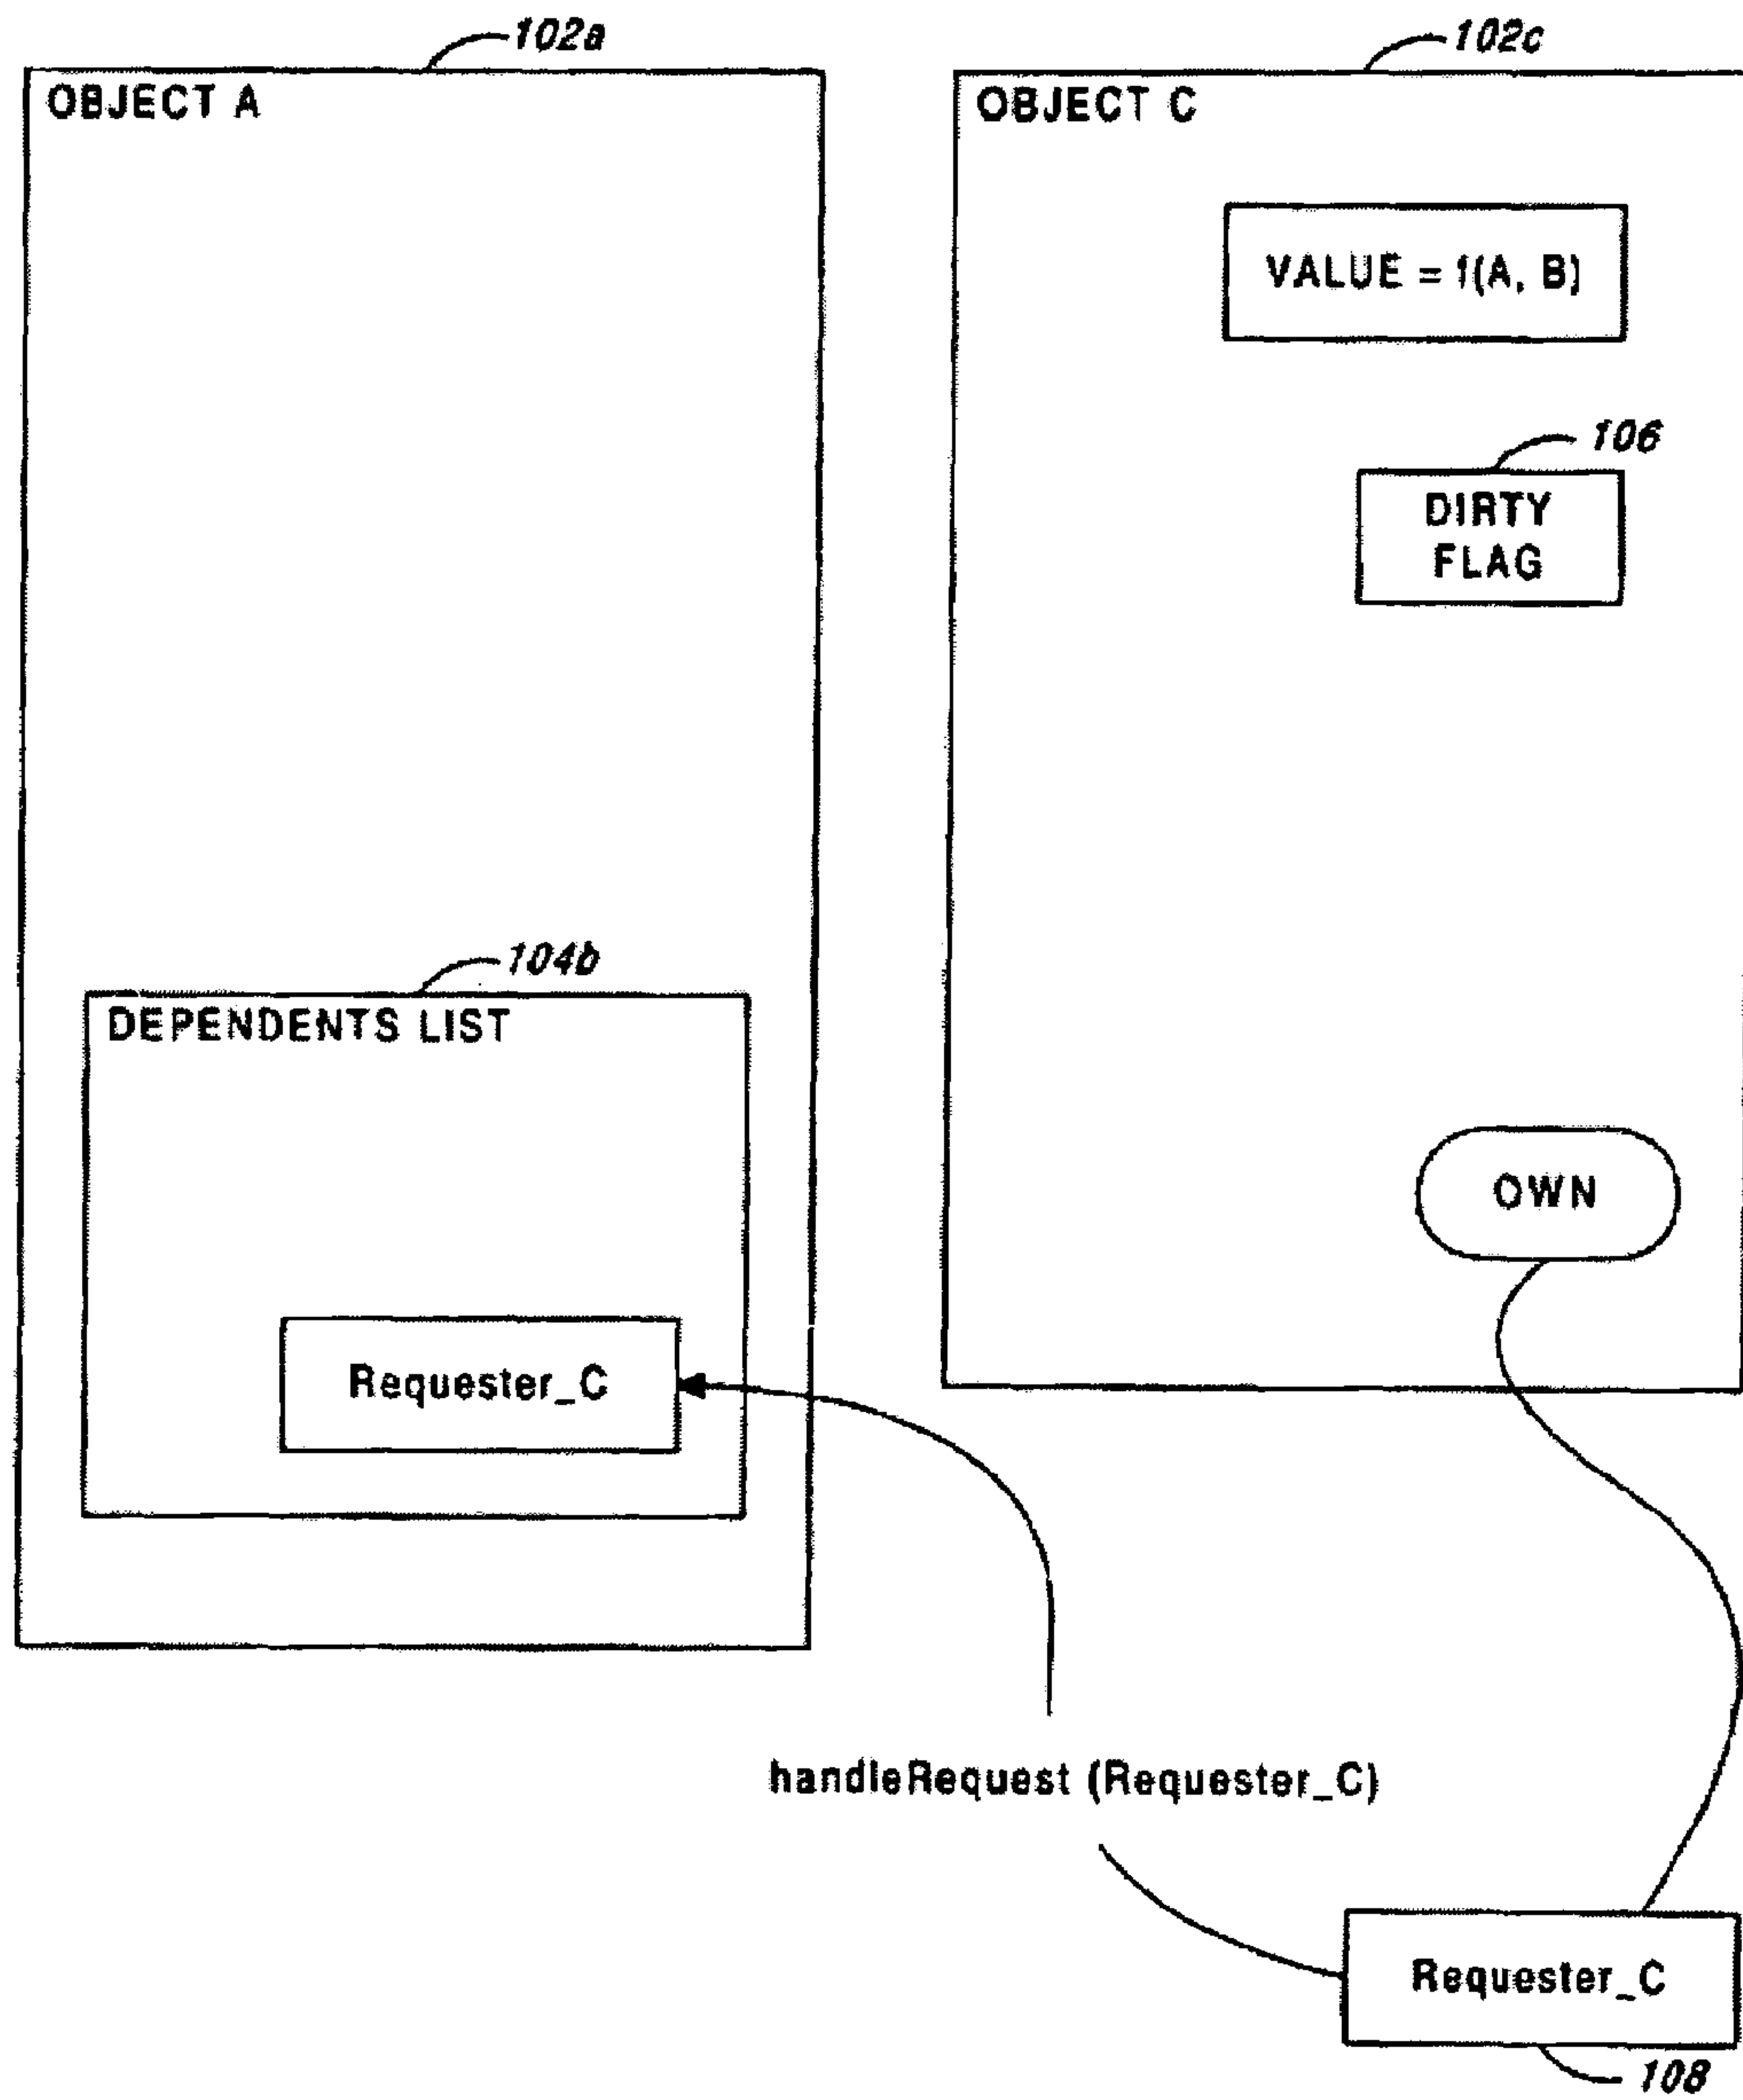 102a
OBJECT A
102c
OBJECT C
VALUE = f(A, B)
106
DIRTY
FLAG
104b
DEPENDENTS LIST
OWN
Requester_C
handleRequest (Requester_C)
Requester_C
108